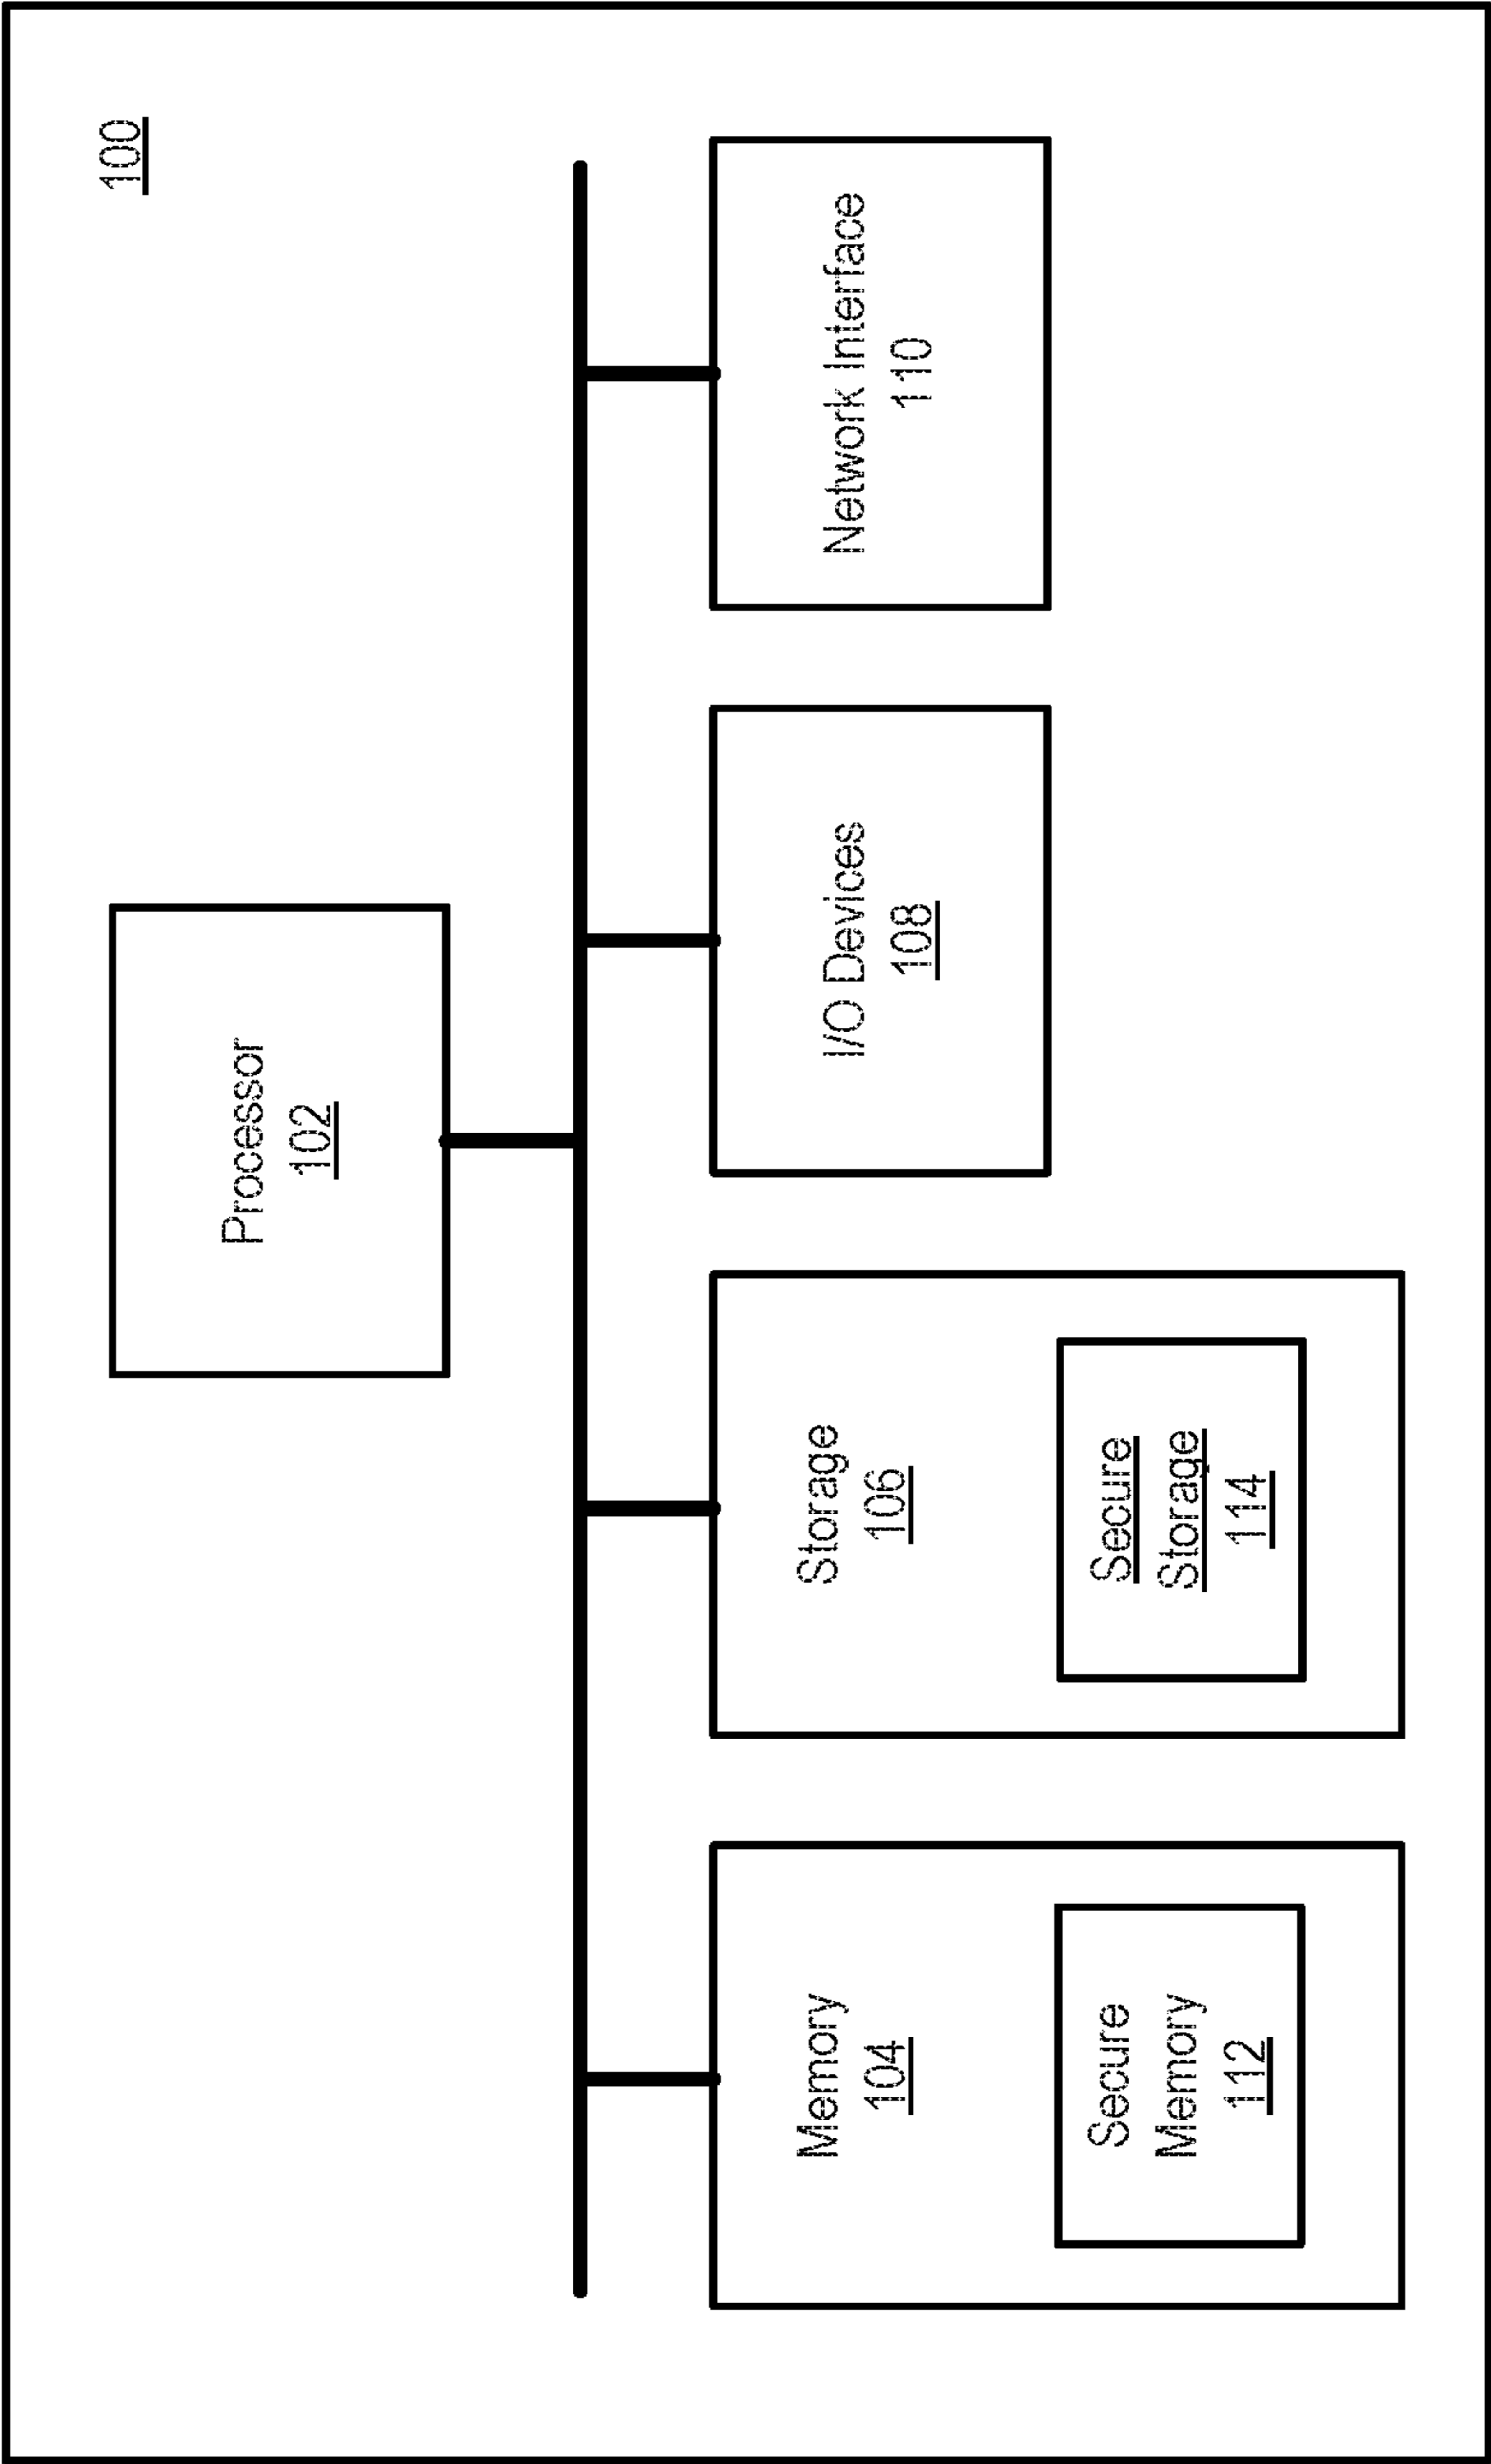 100
Processor
102
Memory
104
Secure
Memory
112
Storage
106
Secure
Storage
114
I/O Devices
108
Network Interface
110